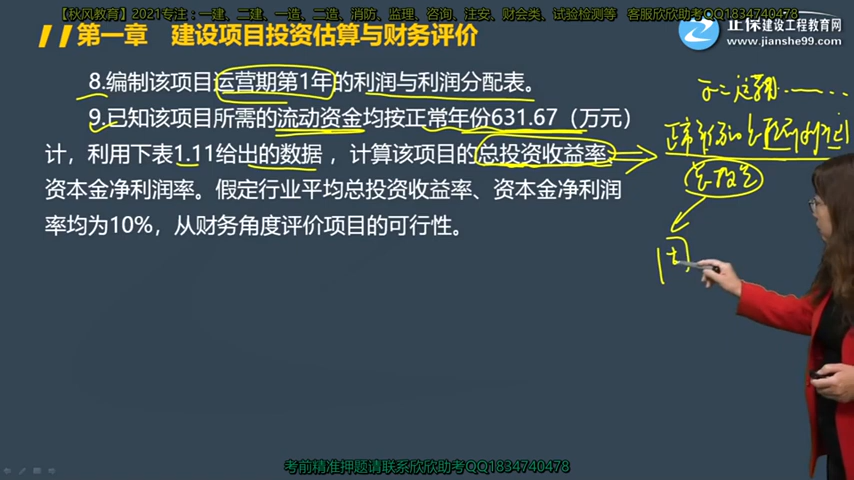 【秋风教育】2021专注：一建、二建、一造、二造、消防、监理、咨询、注安、财会类、试验检测等 客服欣欣助考QQ1834740478
第一章 建设项目投资估算与财务评价
正保建设工程教育网
www.jianshe99.com
8.编制该项目运营期第1年的利润与利润分配表。
9.已知该项目所需的流动资金均按正常年份631.67（万元）
计，利用下表1.11给出的数据，计算该项目的总投资收益率、
资本金净利润率。假定行业平均总投资收益率、资本金净利润
率均为10%，从财务角度评价项目的可行性。
总投资
考前精准押题请联系欣欣助考QQ1834740478